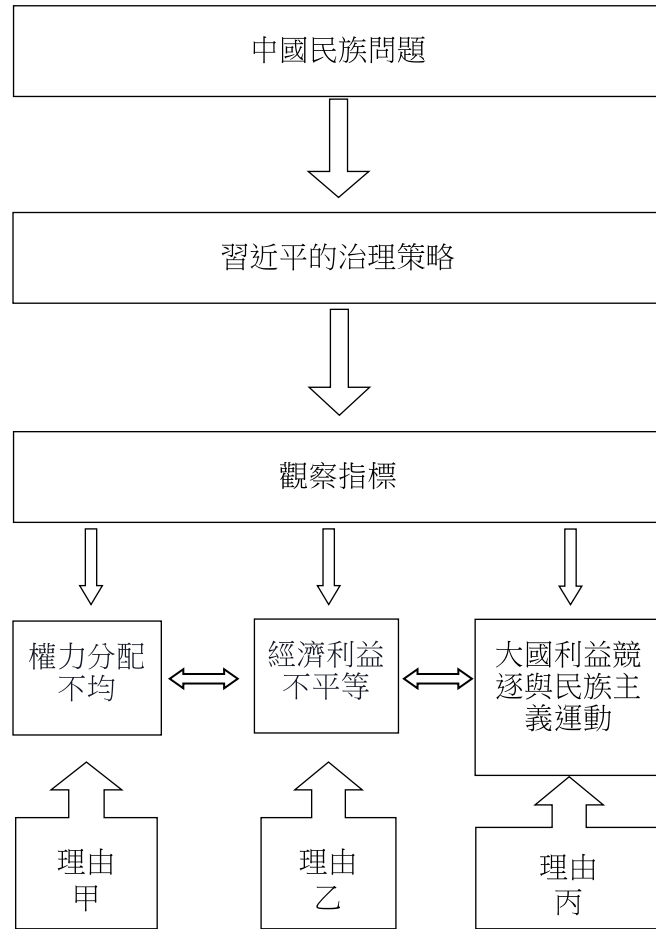 中國民族問題
習近平的治理策略
觀察指標
權力分配
不均
經濟利益
不平等
大國利益競
逐與民族主
義運動
理由
甲
理由
乙
理由
丙